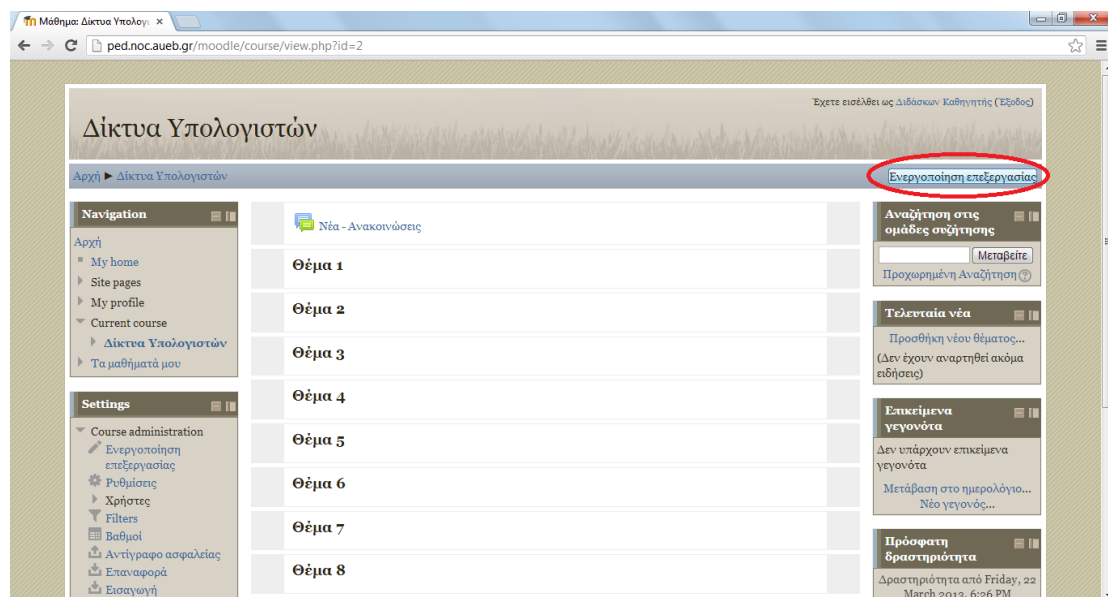 Μάθημα: Δίκτυα Υπολογι
ped.noc.aueb.gr/moodle/course/view.php?id=2
Έχετε εισέλθει ως Διδάσκων Καθηγητής (Έξοδος)
Δίκτυα Υπολογιστών
Αρχή ► Δίκτυα Υπολογιστών
Ενεργοποίηση επεξεργασίας
Navigation
Αρχή
My home
Site pages
My profile
Current course
Δίκτυα Υπολογιστών
Τα μαθήματά μου
Settings
Course administration
Ενεργοποίηση
επεξεργασίας
Ρυθμίσεις
Χρήστες
Filters
Βαθμοί
Αντίγραφο ασφαλείας
Επαναφορά
Εισαγωγή
Νέα - Ανακοινώσεις
Θέμα 1
Θέμα 2
Θέμα 3
Θέμα 4
Θέμα 5
Θέμα 6
Θέμα 7
Θέμα 8
Αναζήτηση στις
ομάδες συζήτησης
Μεταβείτε
Προχωρημένη Αναζήτηση
Τελευταία νέα
Προσθήκη νέου θέματος...
(Δεν έχουν αναρτηθεί ακόμα
ειδήσεις)
Επικείμενα
γεγονότα
Δεν υπάρχουν επικείμενα
γεγονότα
Μετάβαση στο ημερολόγιο...
Νέο γεγονός...
Πρόσφατη
δραστηριότητα
Δραστηριότητα από Friday, 22
March 2013, 6:26 PM